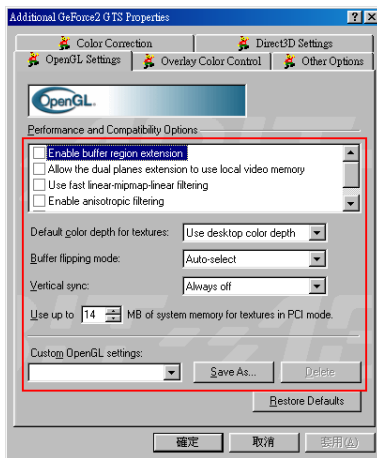 Additional GeForce2 GTS Properties
Color Correction
Direct3D Settings
OpenGL Settings
Overlay Color Control
Other Options
OpenGL.
Performance and Compatibility Options
Enable buffer region extension
Allow the dual planes extension to use local video memory
Use fast linear-mipmap-linear filtering
Enable anisotropic filtering
Default color depth for textures: Use desktop color depth
Buffer flipping mode: Auto-select
Vertical sync: Always off
Use up to 14 MB of system memory for textures in PCI mode.
Custom OpenGL settings:
Save As... Delete
Restore Defaults
確定 取消 套用(A)